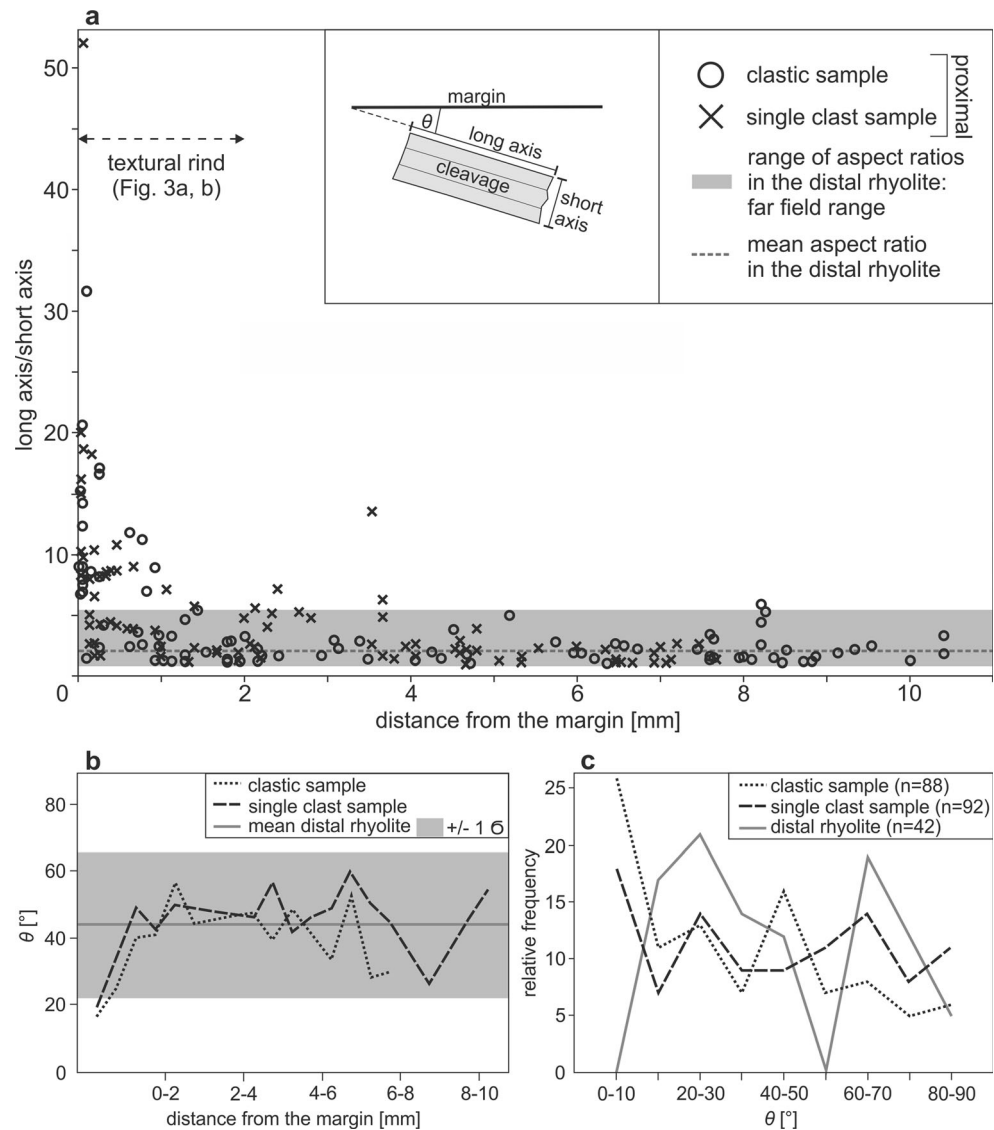 a
50
40
30
20
10
0
long axis/short axis
textural rind
(Fig. 3a, b)
margin
θ
long axis
cleavage
short
axis
clastic sample
single clast sample
proximal
range of aspect ratios
in the distal rhyolite:
far field range
mean aspect ratio
in the distal rhyolite
2
4
6
8
10
distance from the margin [mm]
b
80
60
40
20
0
θ [°]
clastic sample
single clast sample
mean distal rhyolite
+/- 1 б
0-2
2-4
4-6
6-8
8-10
distance from the margin [mm]
c
25
20
15
10
5
0
relative frequency
clastic sample (n=88)
single clast sample (n=92)
distal rhyolite (n=42)
0-10
20-30
40-50
60-70
80-90
θ [°]